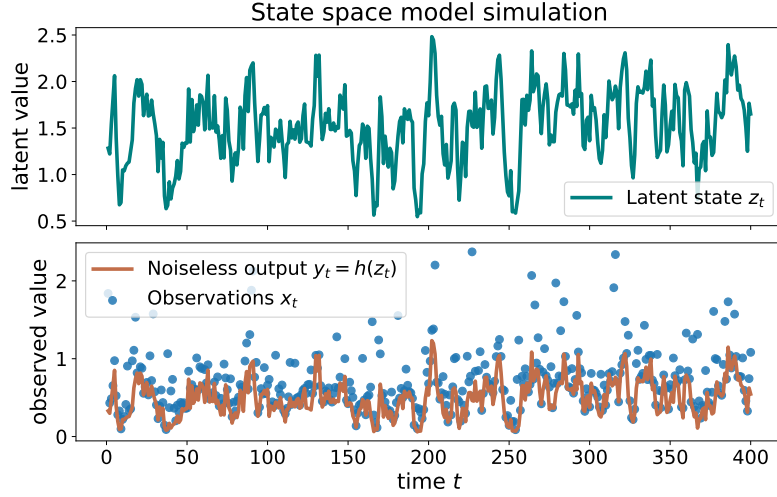 State space model simulation
latent value
2.5
2.0
1.5
1.0
0.5
Latent state z_t
observed value
2
1
0
Noiseless output y_t = h(z_t)
Observations x_t
0 50 100 150 200 250 300 350 400
time t